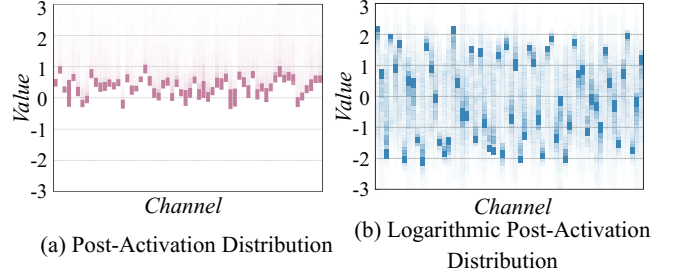 3
2
1
0
-1
-2
-3
Value
Channel
(a) Post-Activation Distribution
3
2
1
0
-1
-2
-3
Value
Channel
(b) Logarithmic Post-Activation
Distribution